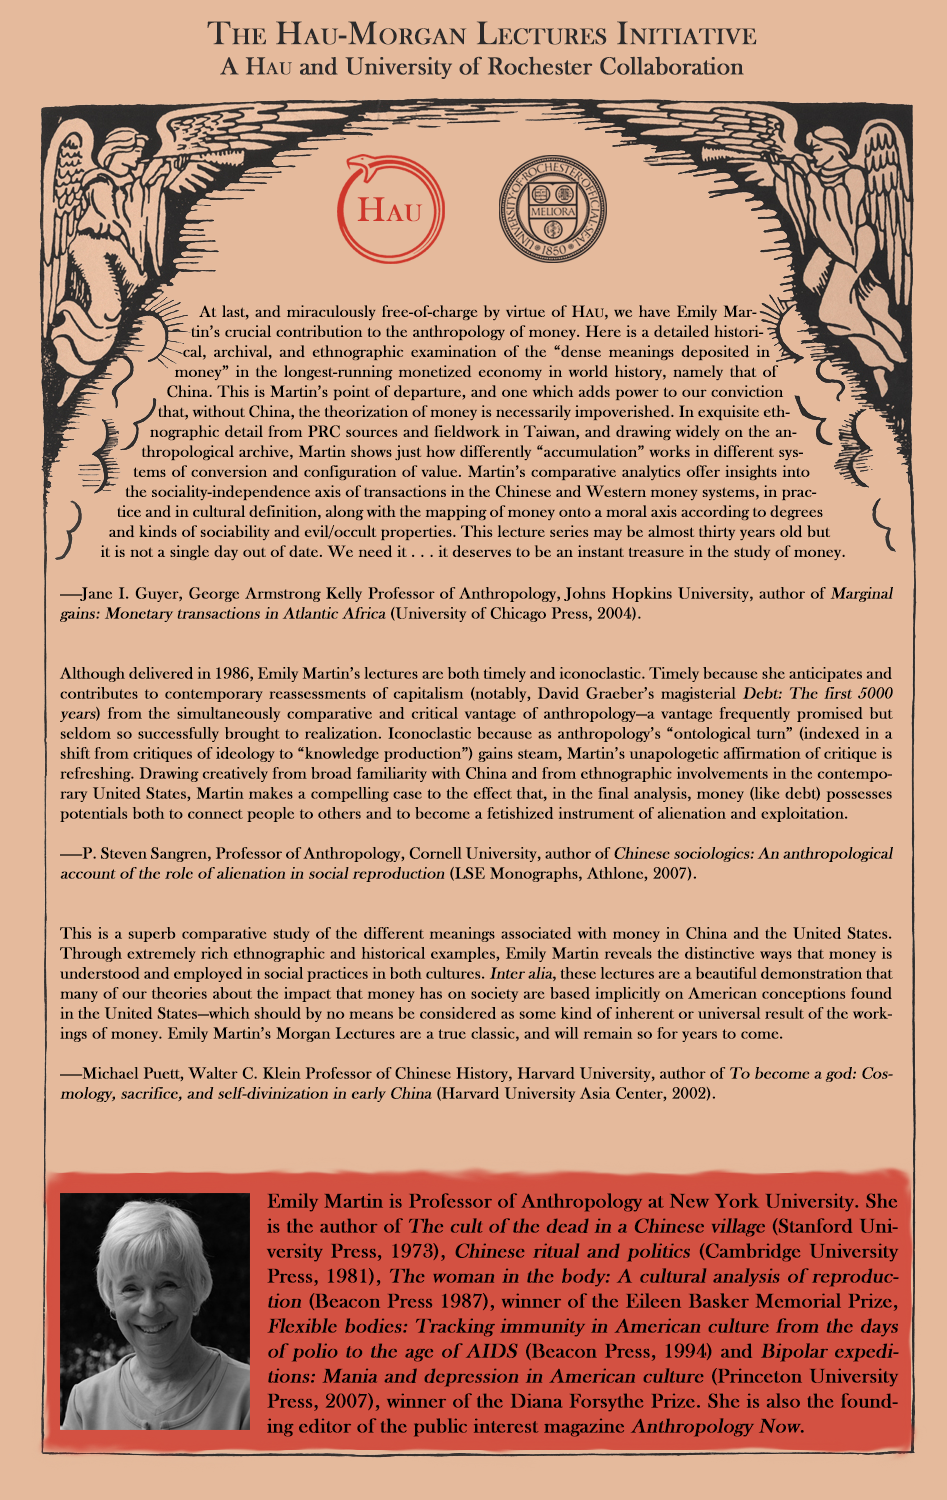 THE HAU-MORGAN LECTURES INITIATIVE
A HAU and University of Rochester Collaboration
HAU
UNIVERSITY OF ROCHESTER OFFICIAL SEAL
MELIORA
1850
At last, and miraculously free-of-charge by virtue of HAU, we have Emily Mar-
tin's crucial contribution to the anthropology of money. Here is a detailed histori-
cal, archival, and ethnographic examination of the “dense meanings deposited in
money” in the longest-running monetized economy in world history, namely that of
China. This is Martin's point of departure, and one which adds power to our conviction
that, without China, the theorization of money is necessarily impoverished. In exquisite eth-
nographic detail from PRC sources and fieldwork in Taiwan, and drawing widely on the an-
thropological archive, Martin shows just how differently “accumulation” works in different sys-
tems of conversion and configuration of value. Martin's comparative analytics offer insights into
the sociality-independence axis of transactions in the Chinese and Western money systems, in prac-
tice and in cultural definition, along with the mapping of money onto a moral axis according to degrees
and kinds of sociability and evil/occult properties. This lecture series may be almost thirty years old but
it is not a single day out of date. We need it . . . it deserves to be an instant treasure in the study of money.
—Jane I. Guyer, George Armstrong Kelly Professor of Anthropology, Johns Hopkins University, author of Marginal
gains: Monetary transactions in Atlantic Africa (University of Chicago Press, 2004).
Although delivered in 1986, Emily Martin's lectures are both timely and iconoclastic. Timely because she anticipates and
contributes to contemporary reassessments of capitalism (notably, David Graeber's magisterial Debt: The first 5000
years) from the simultaneously comparative and critical vantage of anthropology—a vantage frequently promised but
seldom so successfully brought to realization. Iconoclastic because as anthropology's “ontological turn” (indexed in a
shift from critiques of ideology to “knowledge production”) gains steam, Martin's unapologetic affirmation of critique is
refreshing. Drawing creatively from broad familiarity with China and from ethnographic involvements in the contempo-
rary United States, Martin makes a compelling case to the effect that, in the final analysis, money (like debt) possesses
potentials both to connect people to others and to become a fetishized instrument of alienation and exploitation.
—P. Steven Sangren, Professor of Anthropology, Cornell University, author of Chinese sociologics: An anthropological
account of the role of alienation in social reproduction (LSE Monographs, Athlone, 2007).
This is a superb comparative study of the different meanings associated with money in China and the United States.
Through extremely rich ethnographic and historical examples, Emily Martin reveals the distinctive ways that money is
understood and employed in social practices in both cultures. Inter alia, these lectures are a beautiful demonstration that
many of our theories about the impact that money has on society are based implicitly on American conceptions found
in the United States—which should by no means be considered as some kind of inherent or universal result of the work-
ings of money. Emily Martin's Morgan Lectures are a true classic, and will remain so for years to come.
—Michael Puett, Walter C. Klein Professor of Chinese History, Harvard University, author of To become a god: Cos-
mology, sacrifice, and self-divinization in early China (Harvard University Asia Center, 2002).
Emily Martin is Professor of Anthropology at New York University. She
is the author of The cult of the dead in a Chinese village (Stanford Uni-
versity Press, 1973), Chinese ritual and politics (Cambridge University
Press, 1981), The woman in the body: A cultural analysis of reproduc-
tion (Beacon Press 1987), winner of the Eileen Basker Memorial Prize,
Flexible bodies: Tracking immunity in American culture from the days
of polio to the age of AIDS (Beacon Press, 1994) and Bipolar expedi-
tions: Mania and depression in American culture (Princeton University
Press, 2007), winner of the Diana Forsythe Prize. She is also the found-
ing editor of the public interest magazine Anthropology Now.